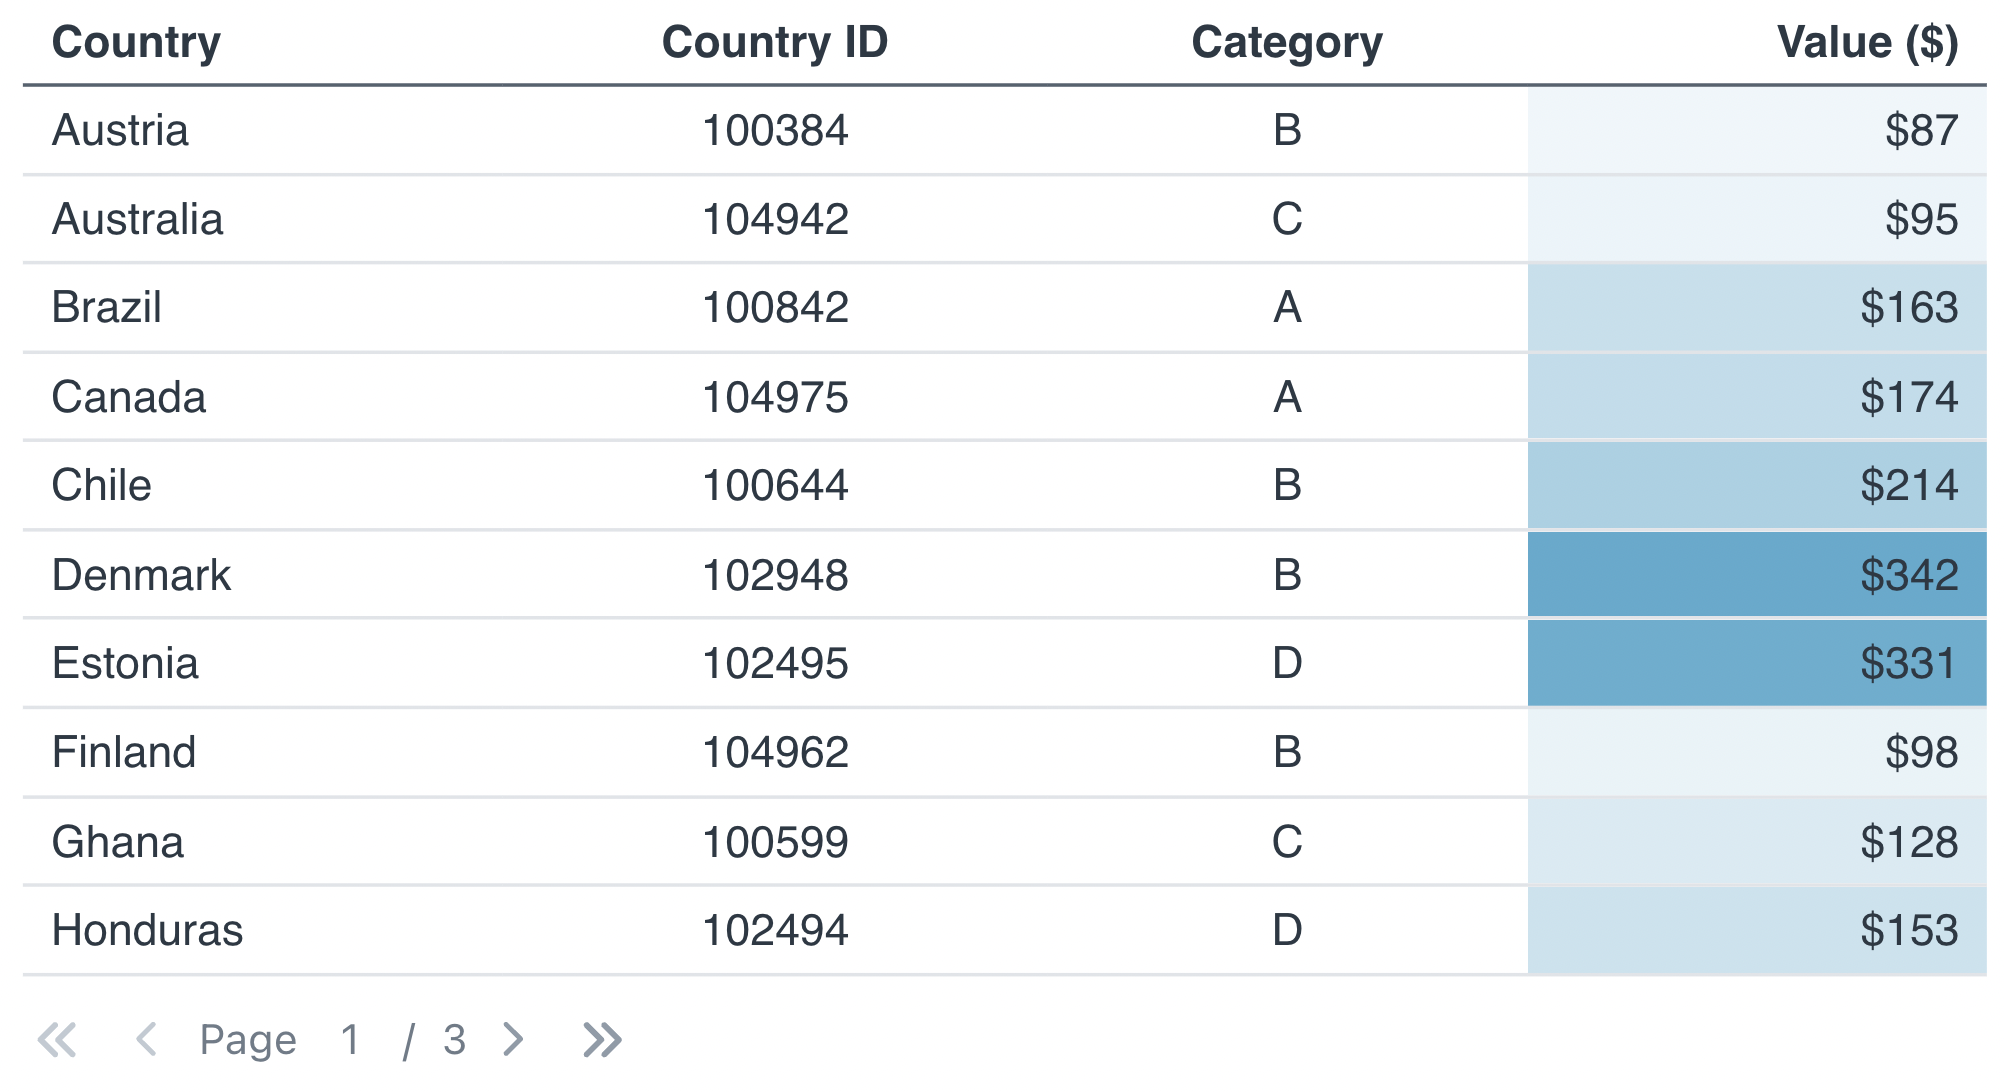 Country Country ID Category Value ($)
Austria 100384 B $87
Australia 104942 C $95
Brazil 100842 A $163
Canada 104975 A $174
Chile 100644 B $214
Denmark 102948 B $342
Estonia 102495 D $331
Finland 104962 B $98
Ghana 100599 C $128
Honduras 102494 D $153
Page 1 / 3